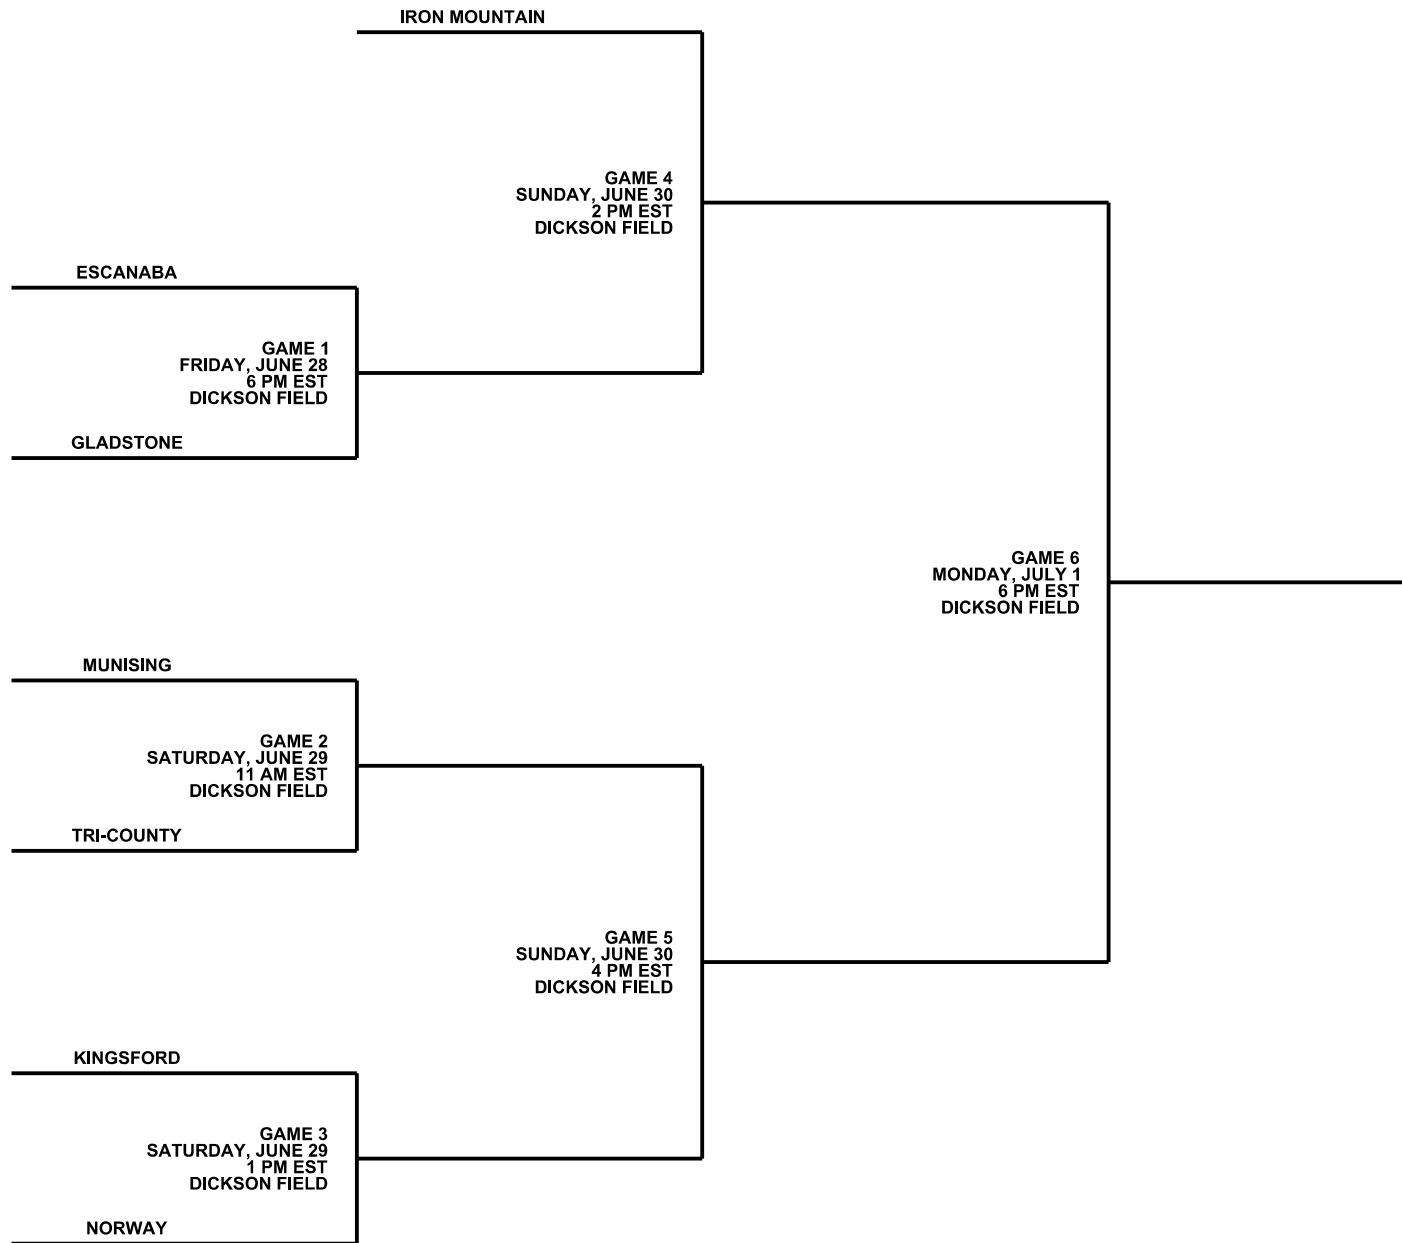 IRON MOUNTAIN
GAME 4
SUNDAY, JUNE 30
2 PM EST
DICKSON FIELD
ESCANABA
GAME 1
FRIDAY, JUNE 28
6 PM EST
DICKSON FIELD
GLADSTONE
GAME 6
MONDAY, JULY 1
6 PM EST
DICKSON FIELD
MUNISING
GAME 2
SATURDAY, JUNE 29
11 AM EST
DICKSON FIELD
TRI-COUNTY
GAME 5
SUNDAY, JUNE 30
4 PM EST
DICKSON FIELD
KINGSFORD
GAME 3
SATURDAY, JUNE 29
1 PM EST
DICKSON FIELD
NORWAY